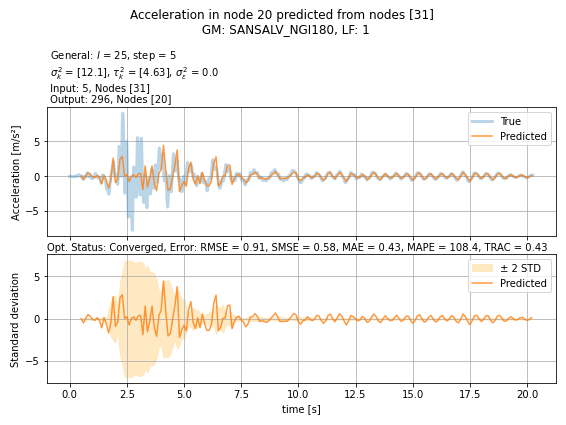 Acceleration in node 20 predicted from nodes [31]
GM: SANSALV_NGI180, LF: 1
General: l = 25, step = 5
σ²ₖ = [12.1], τ²ₖ = [4.63], σ²ε = 0.0
Input: 5, Nodes [31]
Output: 296, Nodes [20]
True
Predicted
Acceleration [m/s²]
5
0
−5
Opt. Status: Converged, Error: RMSE = 0.91, SMSE = 0.58, MAE = 0.43, MAPE = 108.4, TRAC = 0.43
± 2 STD
Predicted
Standard deviation
5
0
−5
0.0 2.5 5.0 7.5 10.0 12.5 15.0 17.5 20.0
time [s]